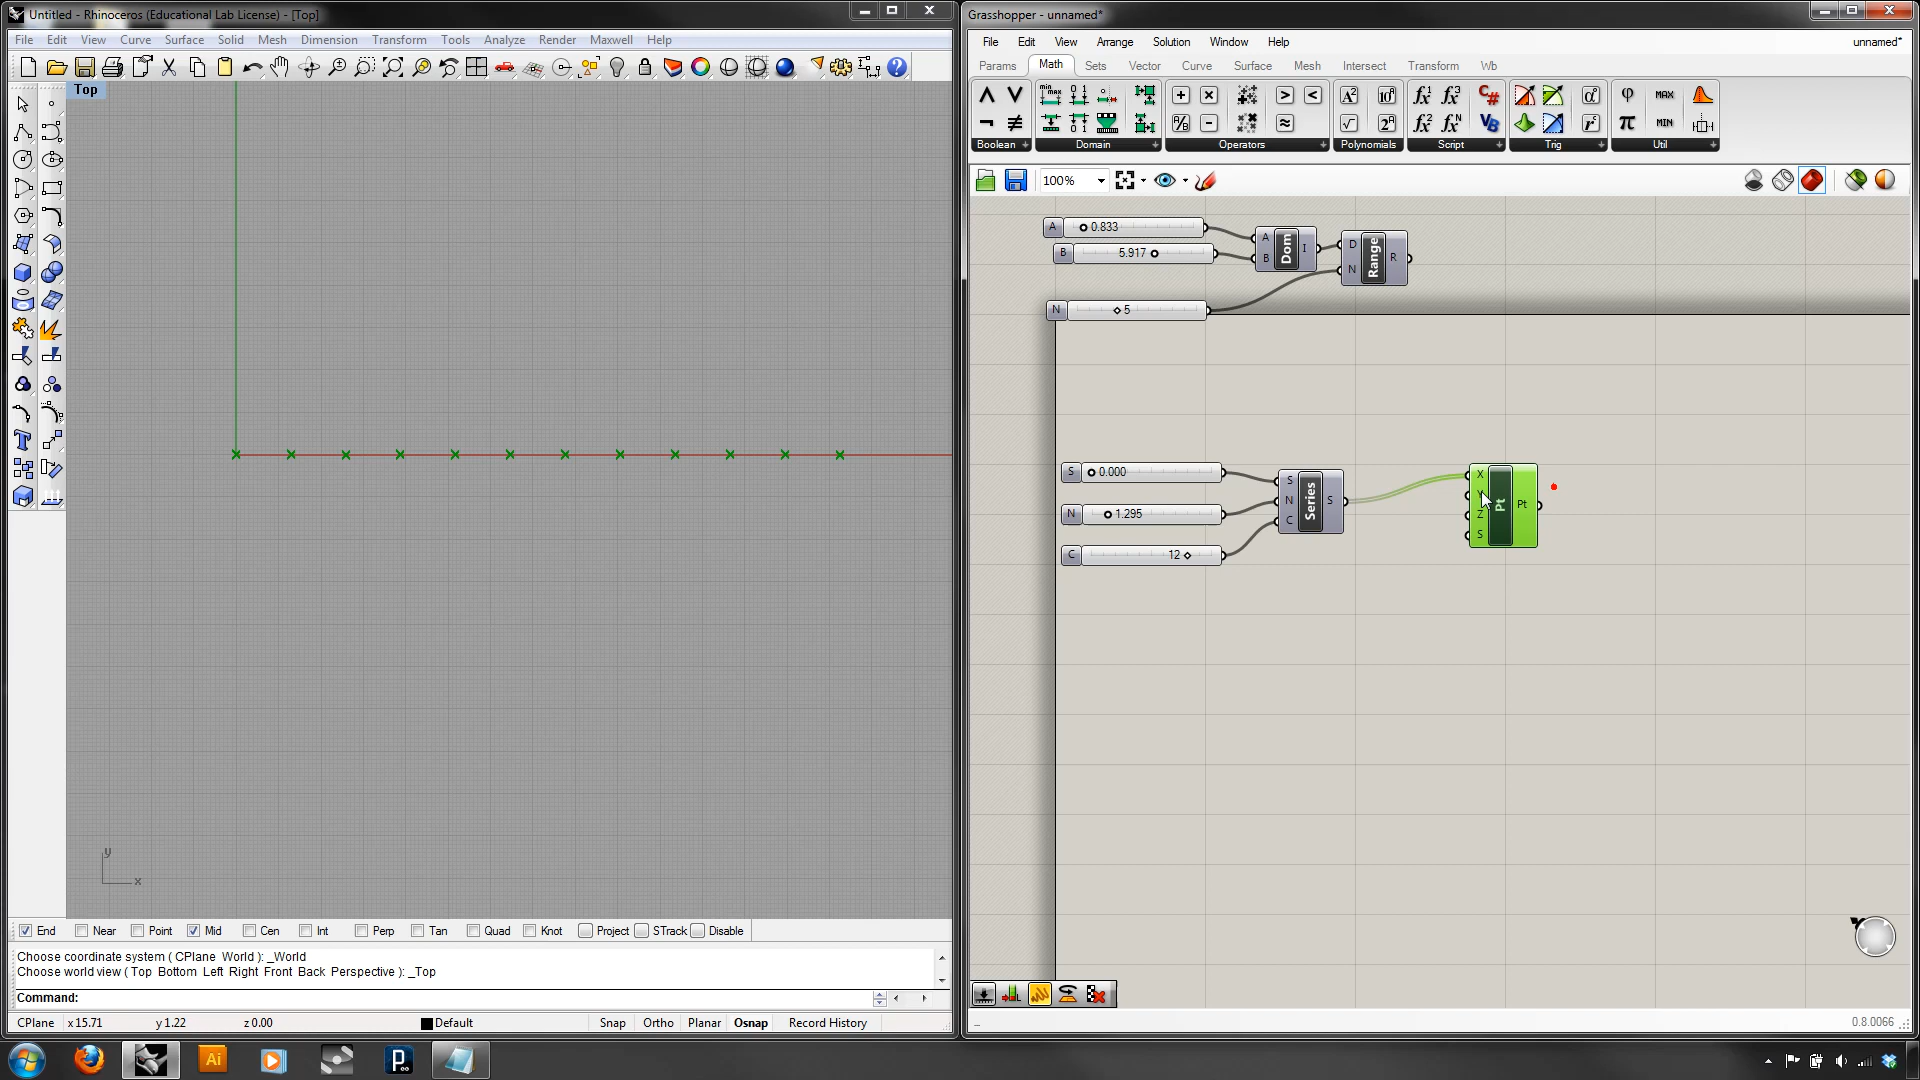 Untitled - Rhinoceros (Educational Lab License) - [Top]
File Edit View Curve Surface Solid Mesh Dimension Transform Tools Analyze Render Maxwell Help
Top
y
x
End Near Point Mid Cen Int Perp Tan Quad Knot Project STrack Disable
Choose coordinate system ( CPlane World ): _World
Choose world view ( Top Bottom Left Right Front Back Perspective ): _Top
Command:
CPlane x 15.71 y 1.22 z 0.00 Default Snap Ortho Planar Osnap Record History
Grasshopper - unnamed*
File Edit View Arrange Solution Window Help unnamed*
Params Math Sets Vector Curve Surface Mesh Intersect Transform Wb
Boolean Domain Operators Polynomials Script Trig Util
100%
A 0.833
B 5.917
A B Dom I
D N Range R
N 5
S 0.000
N 1.295
C 12
S N C Series S
X Y Z S Pt Pt
0.8.0066
Ai
P